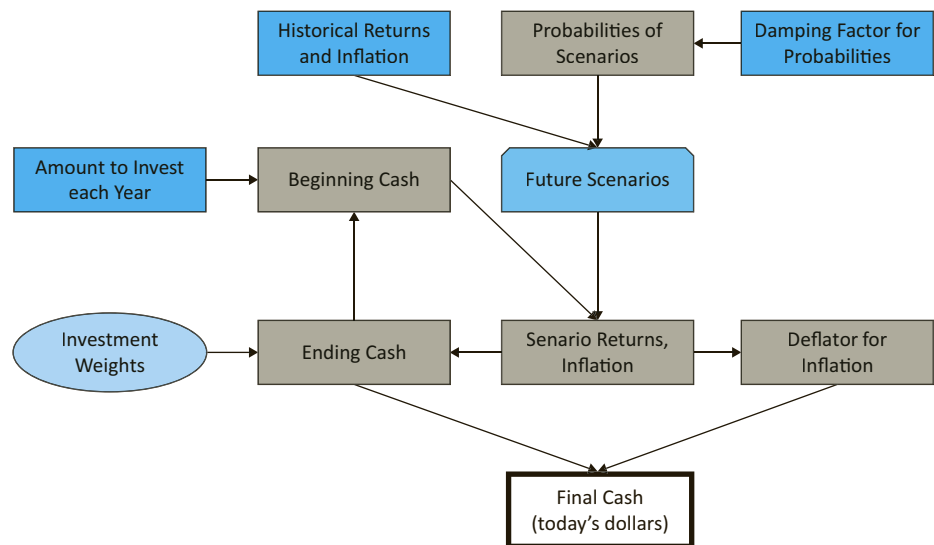 Historical Returns
and Inflation
Probabilities of
Scenarios
Damping Factor for
Probabilities
Amount to Invest
each Year
Beginning Cash
Future Scenarios
Investment
Weights
Ending Cash
Senario Returns,
Inflation
Deflator for
Inflation
Final Cash
(today’s dollars)